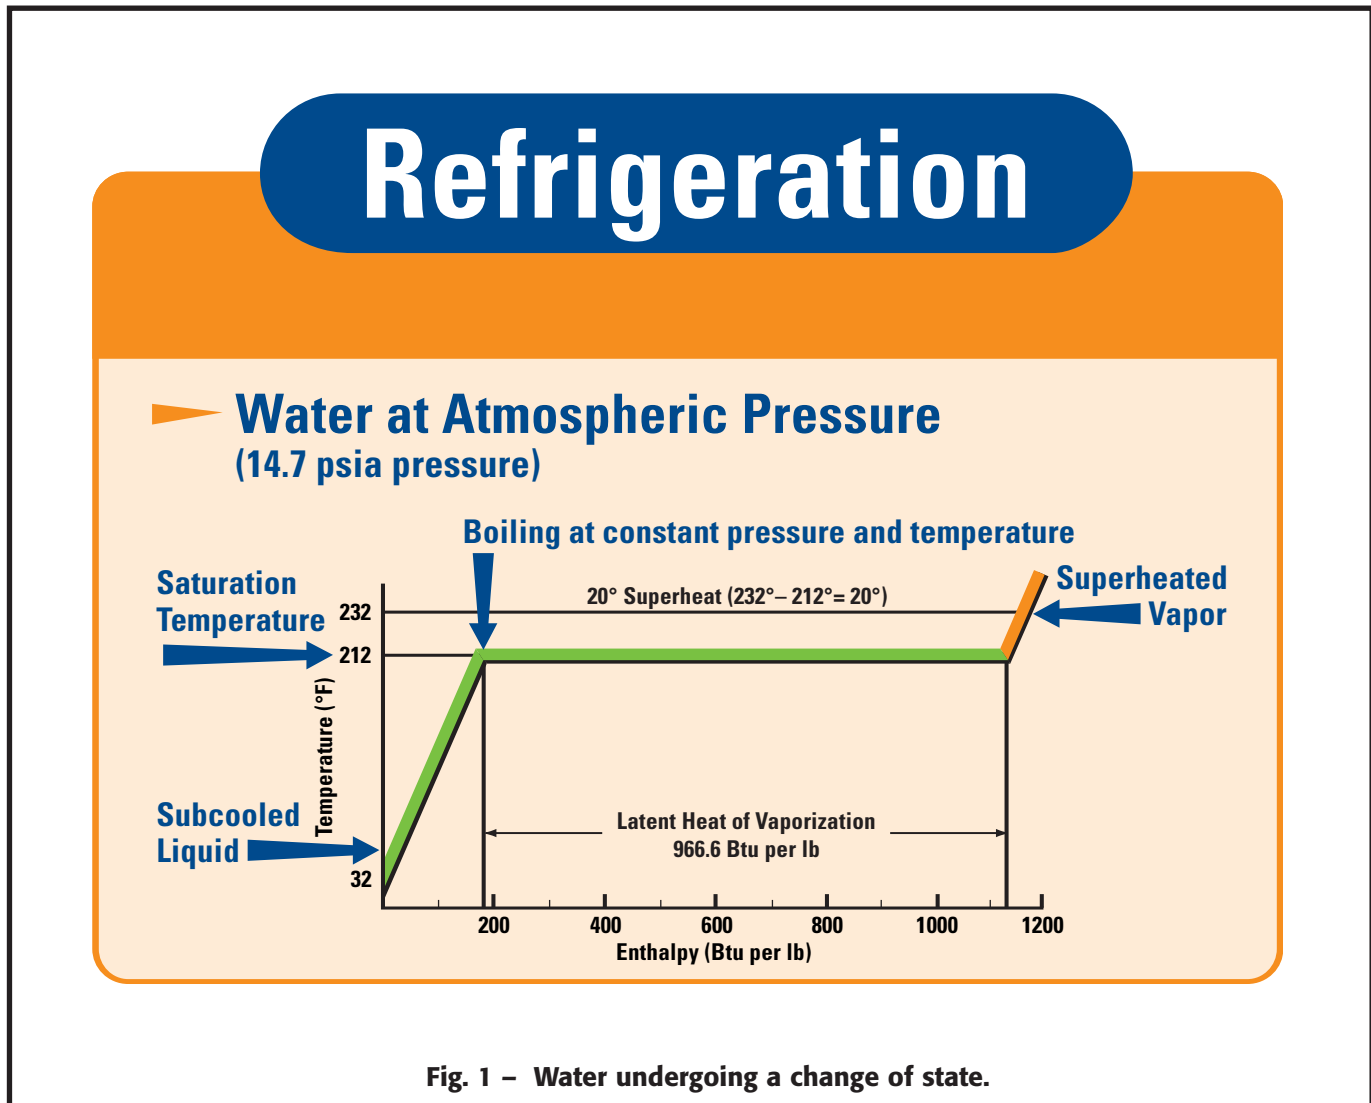 Refrigeration
Water at Atmospheric Pressure
(14.7 psia pressure)
Boiling at constant pressure and temperature
Saturation
Temperature
20° Superheat (232°– 212°= 20°)
Superheated
Vapor
232
212
Temperature (°F)
Subcooled
Liquid
Latent Heat of Vaporization
966.6 Btu per lb
32
200 400 600 800 1000 1200
Enthalpy (Btu per lb)
Fig. 1 – Water undergoing a change of state.